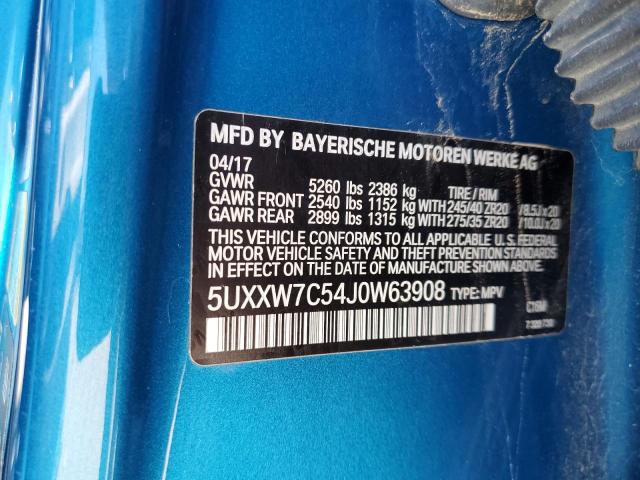 MFD BY BAYERISCHE MOTOREN WERKE AG
04/17
GVWR 5260 lbs 2386 kg TIRE / RIM
GAWR FRONT 2540 lbs 1152 kg WITH 245/40 ZR20 /8.5J x 20
GAWR REAR 2899 lbs 1315 kg WITH 275/35 ZR20 /10.0J x 20
THIS VEHICLE CONFORMS TO ALL APPLICABLE U. S. FEDERAL
MOTOR VEHICLE SAFETY AND
THEFT PREVENTION STANDARDS IN EFFECT ON THE DATE OF MANUFACTURE SHOWN ABOVE.
5UXXW7C54J0W63908 TYPE: MPV
C16M